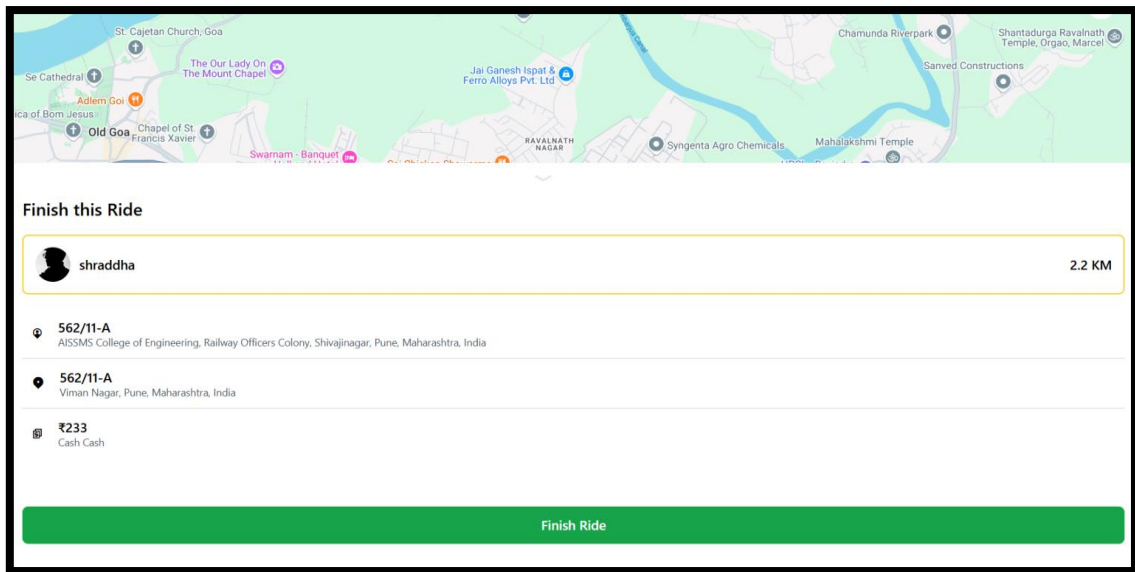 St. Cajetan Church, Goa
Chamunda Riverpark
Shantadurga Ravalnath
Temple, Orgao, Marcel
The Our Lady On
The Mount Chapel
Se Cathedral
Jai Ganesh Ispat &
Ferro Alloys Pvt. Ltd
Sanved Constructions
Adlem Goi
ica of Bom Jesus
Old Goa
Chapel of St.
Francis Xavier
RAVALNATH
NAGAR
Syngenta Agro Chemicals
Mahalakshmi Temple
Swarnam - Banquet
Finish this Ride
shraddha
2.2 KM
562/11-A
AISSMS College of Engineering, Railway Officers Colony, Shivajinagar, Pune, Maharashtra, India
562/11-A
Viman Nagar, Pune, Maharashtra, India
₹233
Cash Cash
Finish Ride